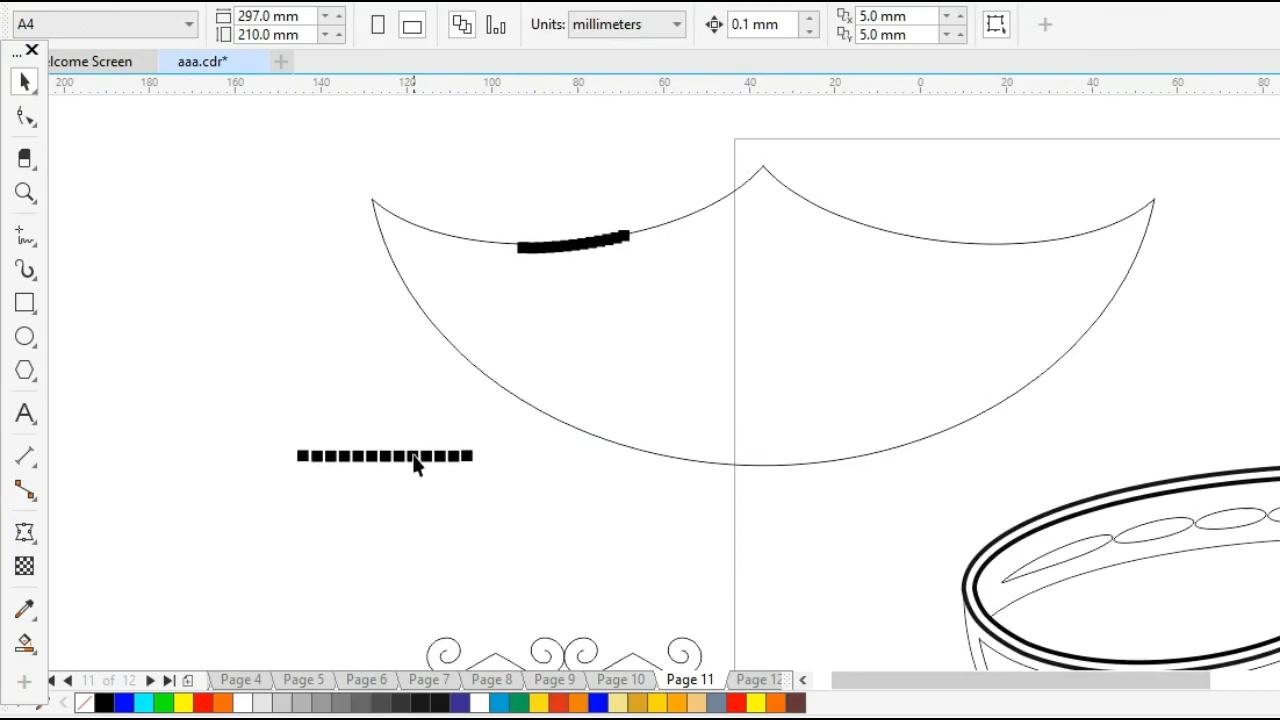 A4
297.0 mm
210.0 mm
Units: millimeters
0.1 mm
5.0 mm
5.0 mm
...
elcome Screen
aaa.cdr*
200 160 140 120 100 80 60 40 20 0 20 40 60 80
11 of 12
Page 4
Page 5
Page 6
Page 7
Page 8
Page 9
Page 10
Page 11
Page 12